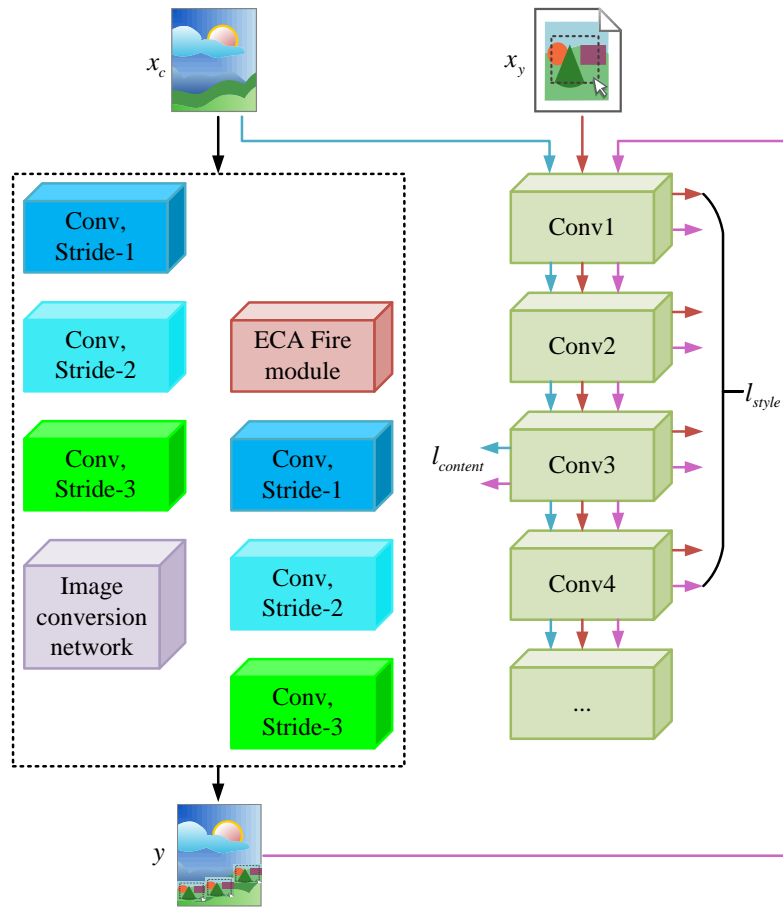 x_c
x_y
Conv,
Stride-1
Conv,
Stride-2
Conv,
Stride-3
Image
conversion
network
ECA Fire
module
Conv,
Stride-1
Conv,
Stride-2
Conv,
Stride-3
y
Conv1
Conv2
Conv3
Conv4
...
l_content
l_style